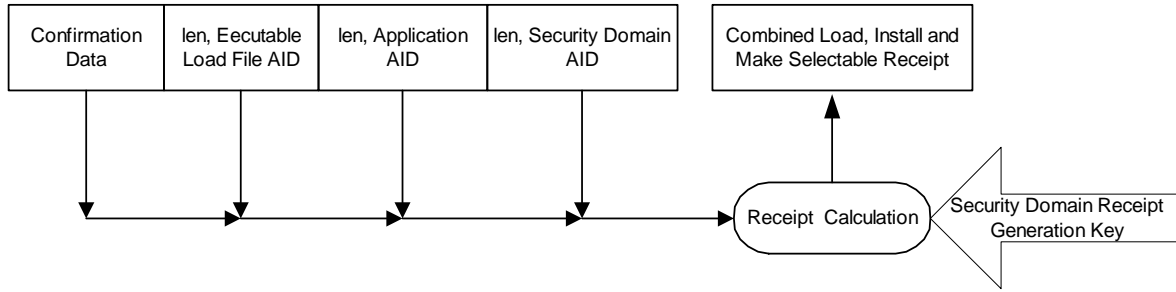 Confirmation
Data
len, Eecutable
Load File AID
len, Application
AID
len, Security Domain
AID
Combined Load, Install and
Make Selectable Receipt
Receipt Calculation
Security Domain Receipt
Generation Key